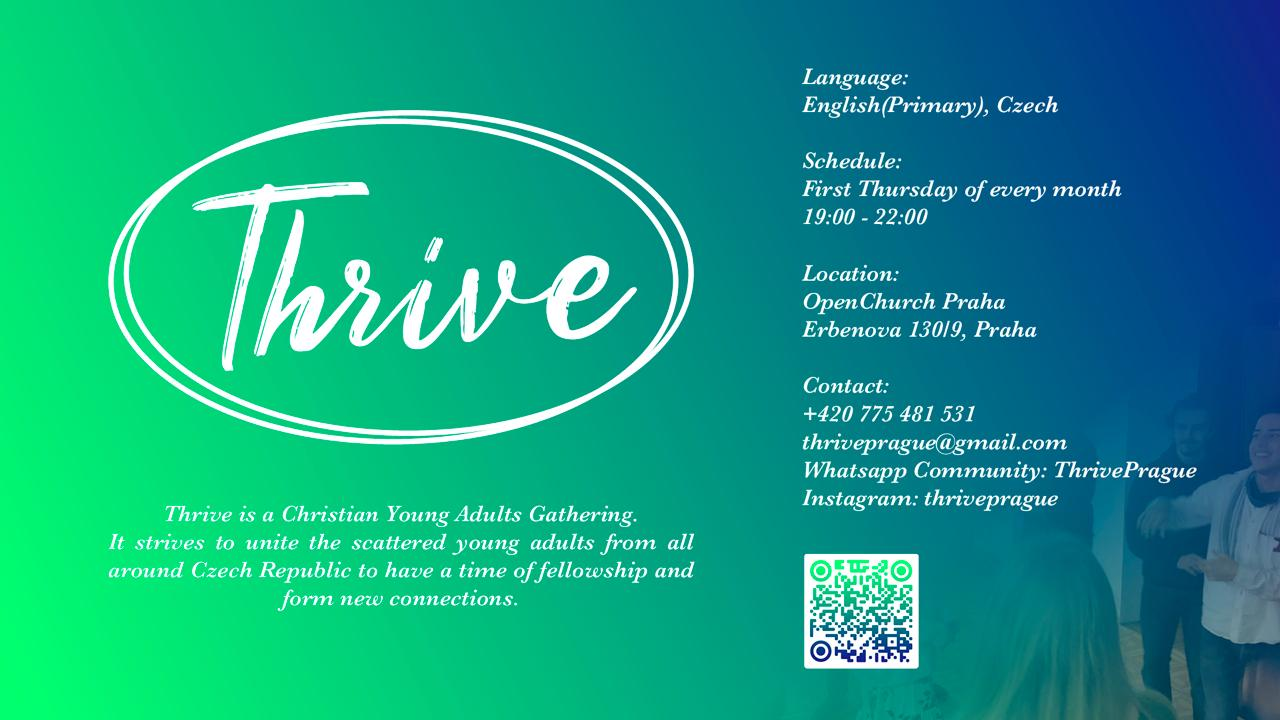 Thrive
Thrive is a Christian Young Adults Gathering.
It strives to unite the scattered young adults from all
around Czech Republic to have a time of fellowship and
form new connections.
Language:
English(Primary), Czech
Schedule:
First Thursday of every month
19:00 - 22:00
Location:
OpenChurch Praha
Erbenova 130/9, Praha
Contact:
+420 775 481 531
thriveprague@gmail.com
Whatsapp Community: ThrivePrague
Instagram: thriveprague